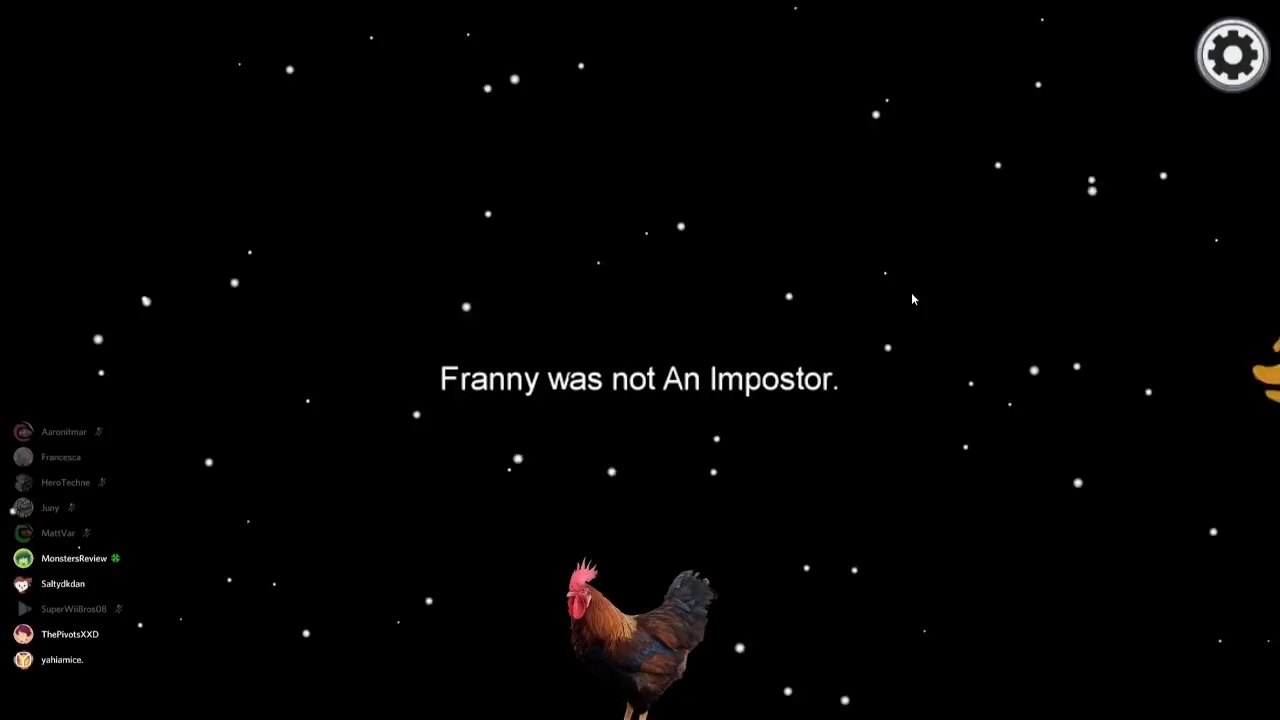 Franny was not An Impostor.
Aaronitmar
Francesca
HeroTechne
Juny
MattVar
MonstersReview
Saltydkdan
SuperWiiBros08
ThePivotsXXD
yahiamice.